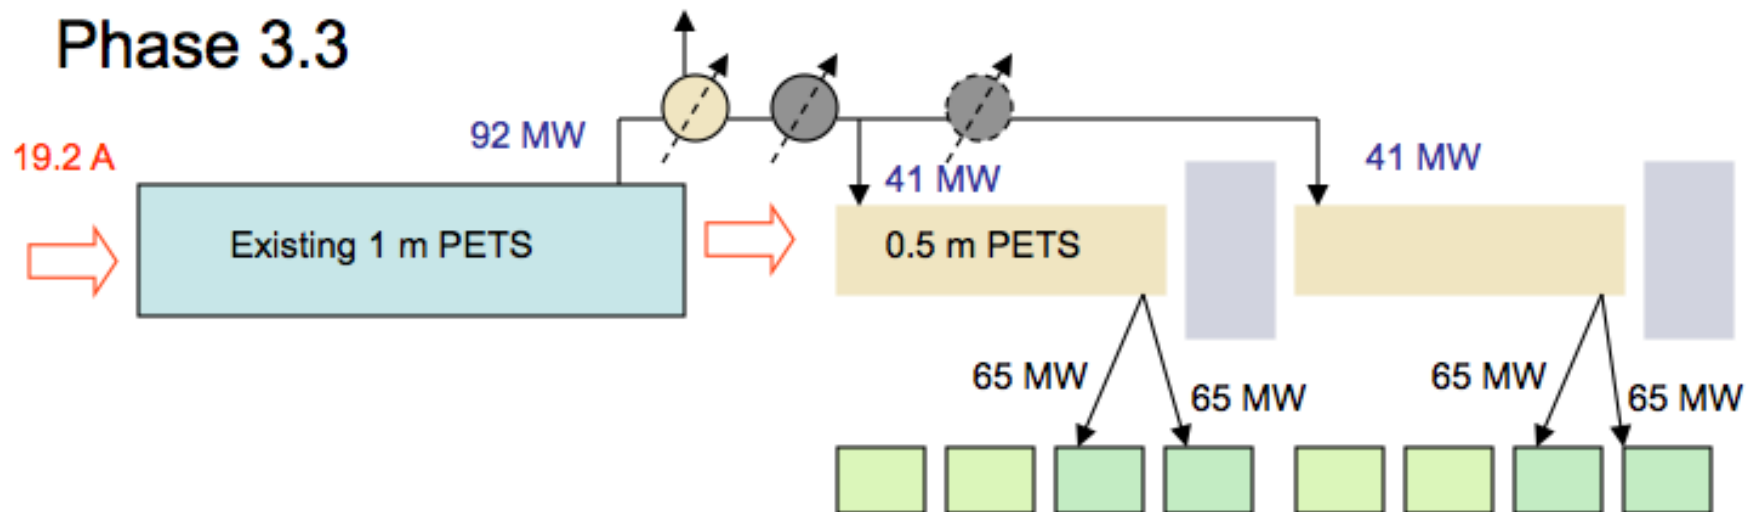 Phase 3.3
92 MW
19.2 A
41 MW
41 MW
Existing 1 m PETS
0.5 m PETS
65 MW
65 MW
65 MW
65 MW